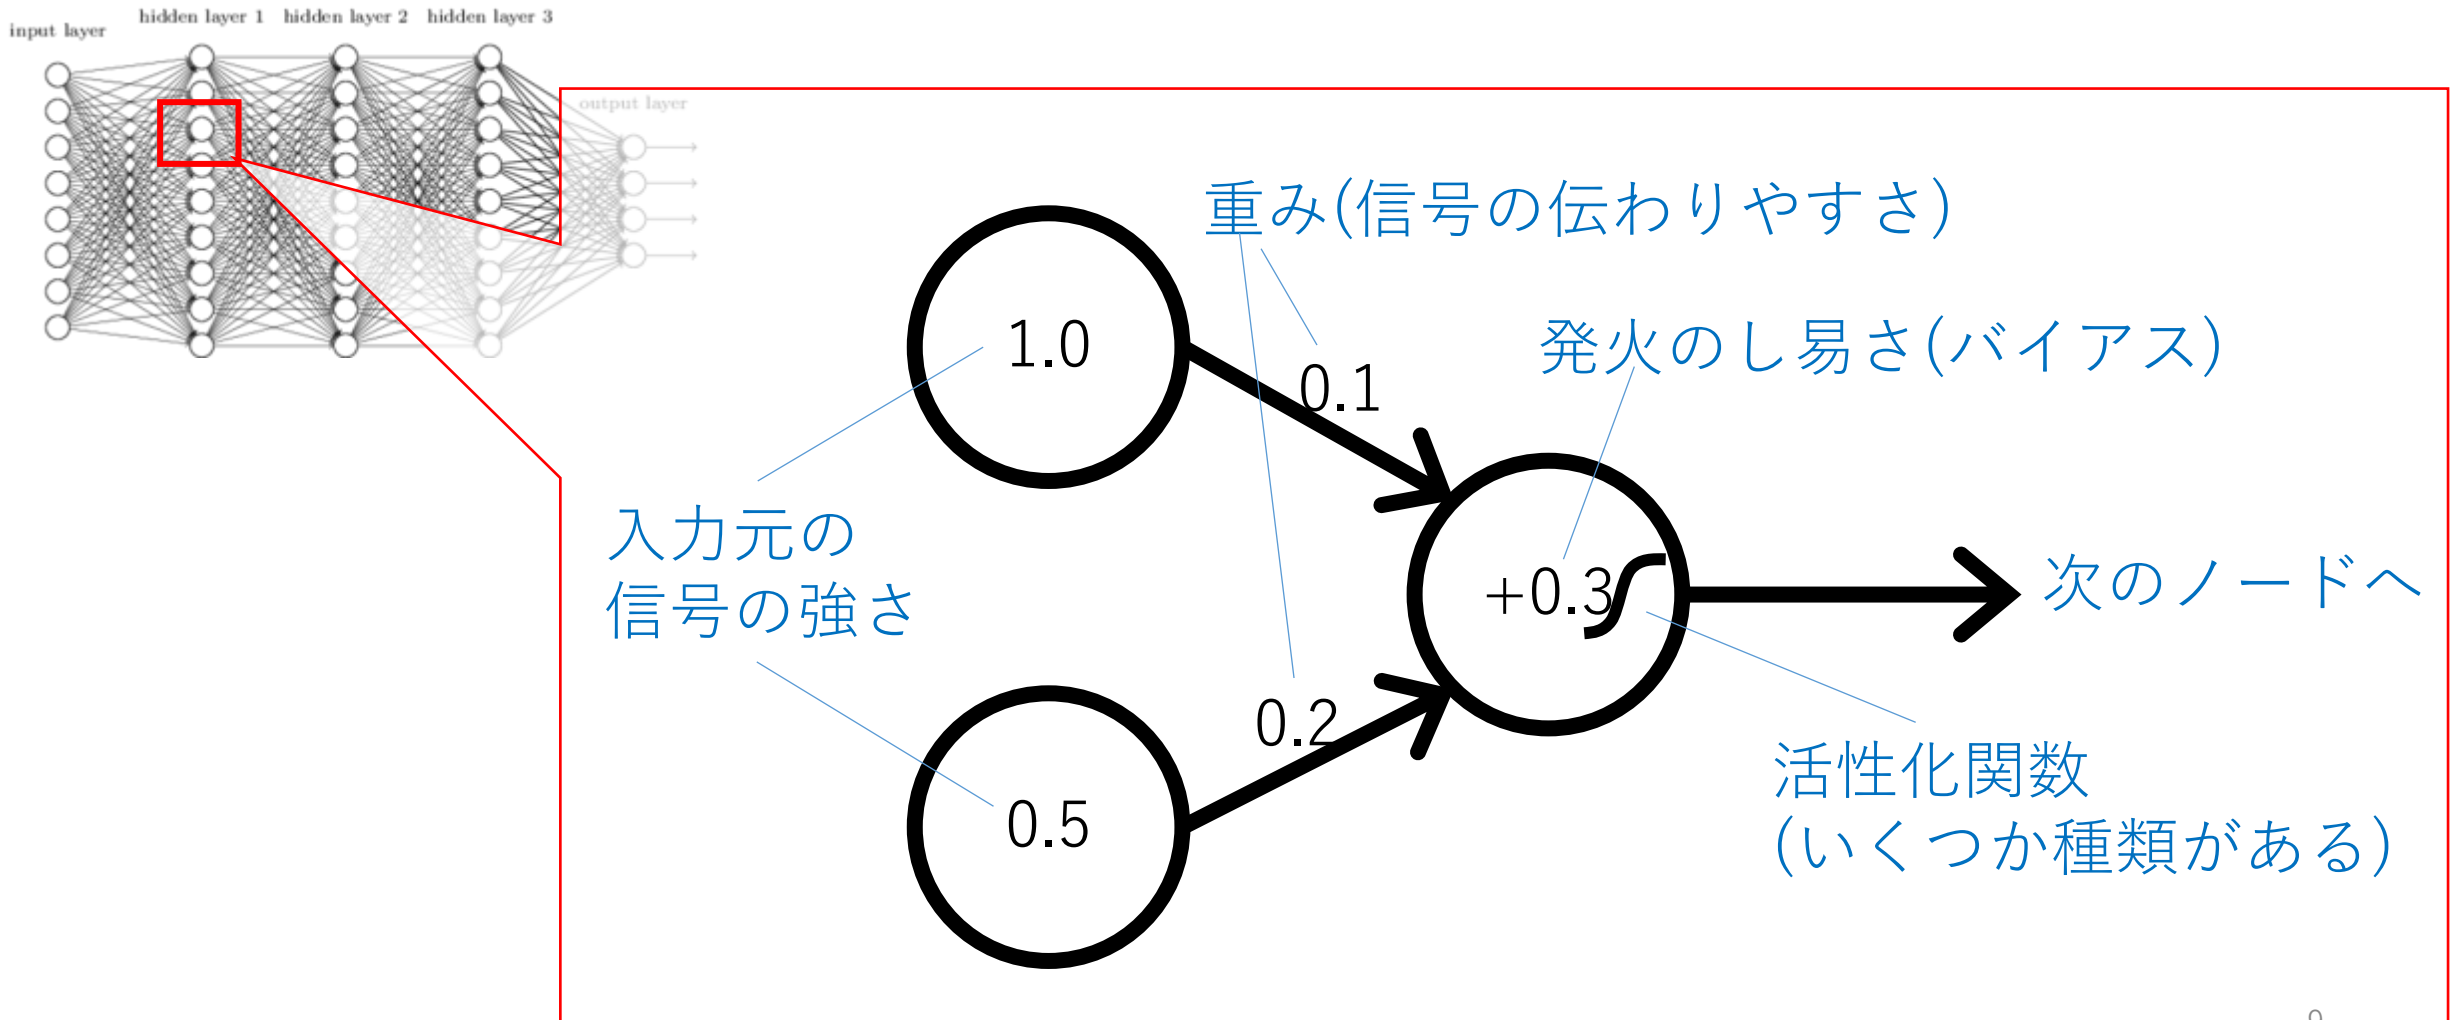 hidden layer 1
hidden layer 2
hidden layer 3
input layer
output layer
重み(信号の伝わりやすさ)
発火のし易さ(バイアス)
1.0
0.1
入力元の
信号の強さ
+0.3
次のノードへ
0.2
0.5
活性化関数
(いくつか種類がある)